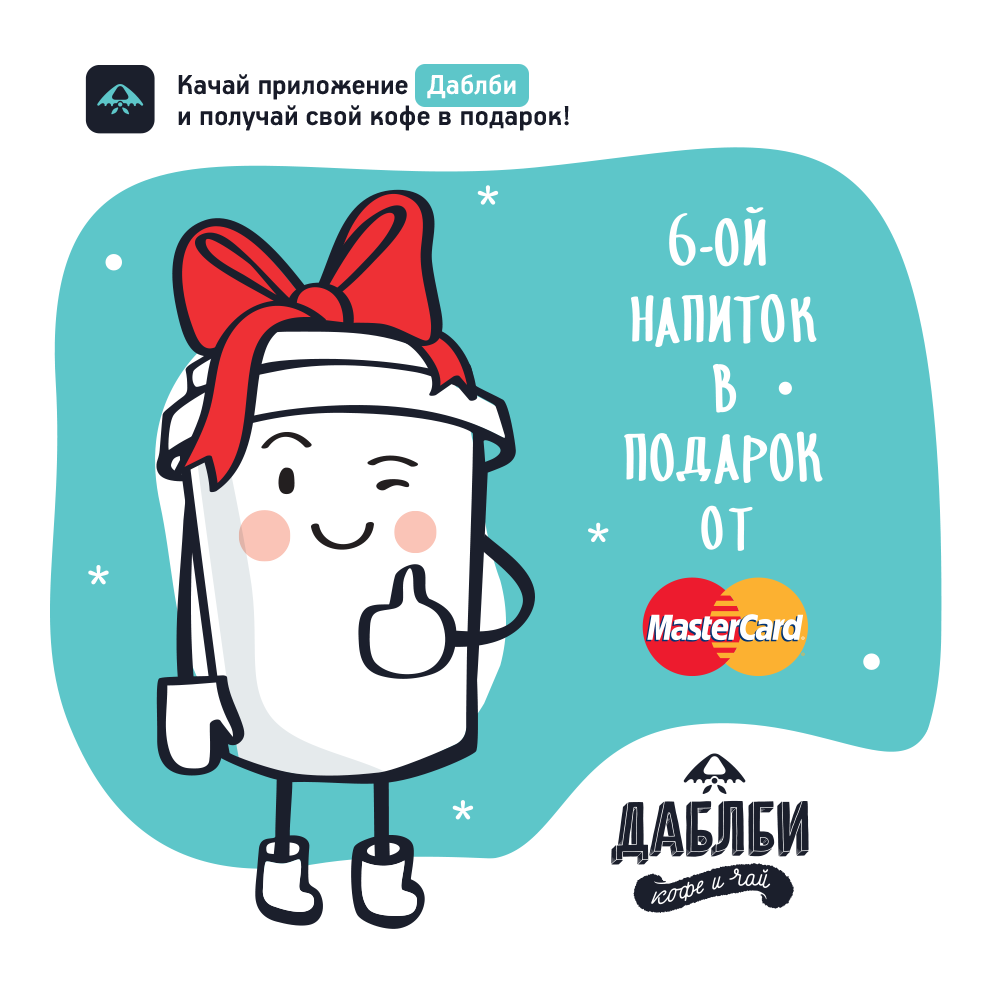 Качай приложение Даблби
и получай свой кофе в подарок!
6-ОЙ
НАПИТОК
В
ПОДАРОК
ОТ
MasterCard
ДАБЛБИ
кофе и чай